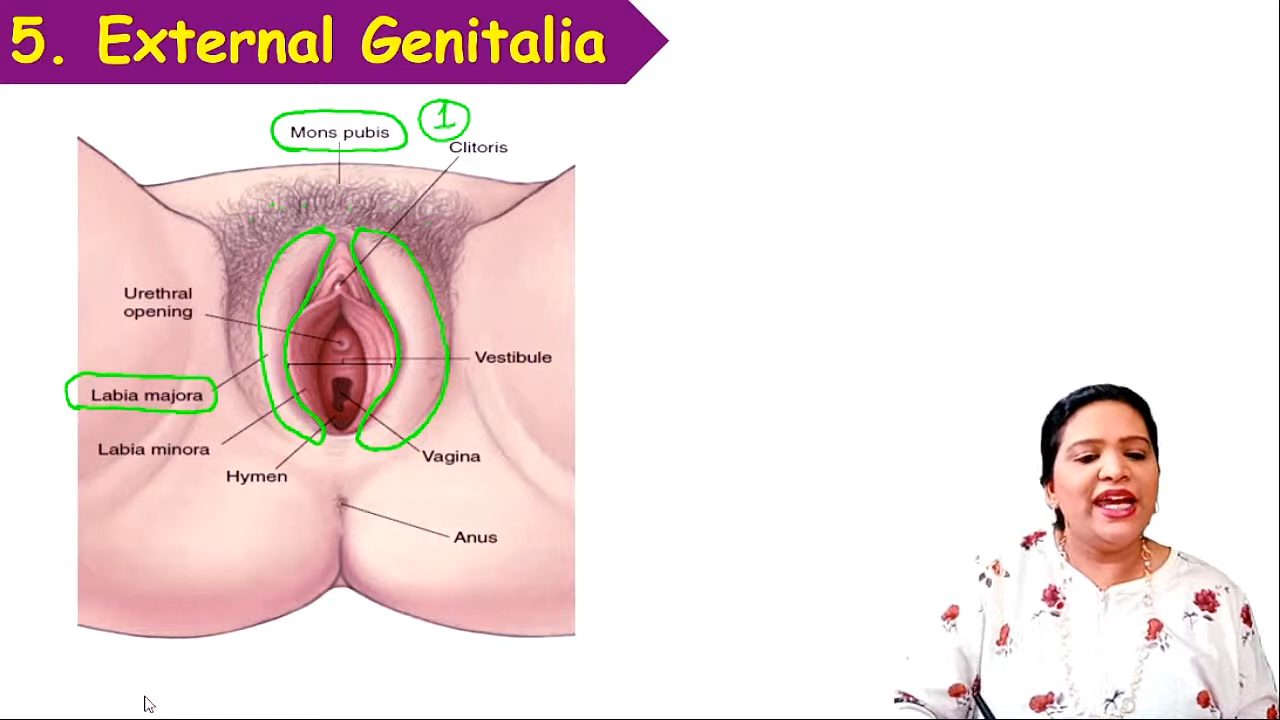 5. External Genitalia
Mons pubis
1
Clitoris
Urethral
opening
Vestibule
Labia majora
Labia minora
Vagina
Hymen
Anus